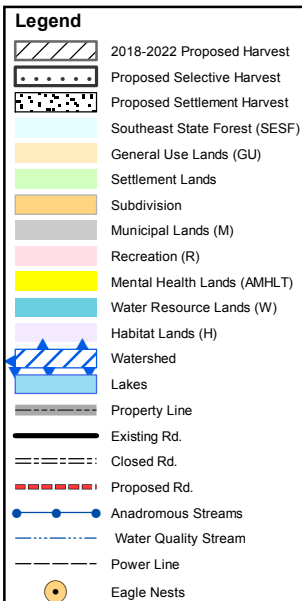 Legend
2018-2022 Proposed Harvest
Proposed Selective Harvest
Proposed Settlement Harvest
Southeast State Forest (SESF)
General Use Lands (GU)
Settlement Lands
Subdivision
Municipal Lands (M)
Recreation (R)
Mental Health Lands (AMHLT)
Water Resource Lands (W)
Habitat Lands (H)
Watershed
Lakes
Property Line
Existing Rd.
Closed Rd.
Proposed Rd.
Anadromous Streams
Water Quality Stream
Power Line
Eagle Nests